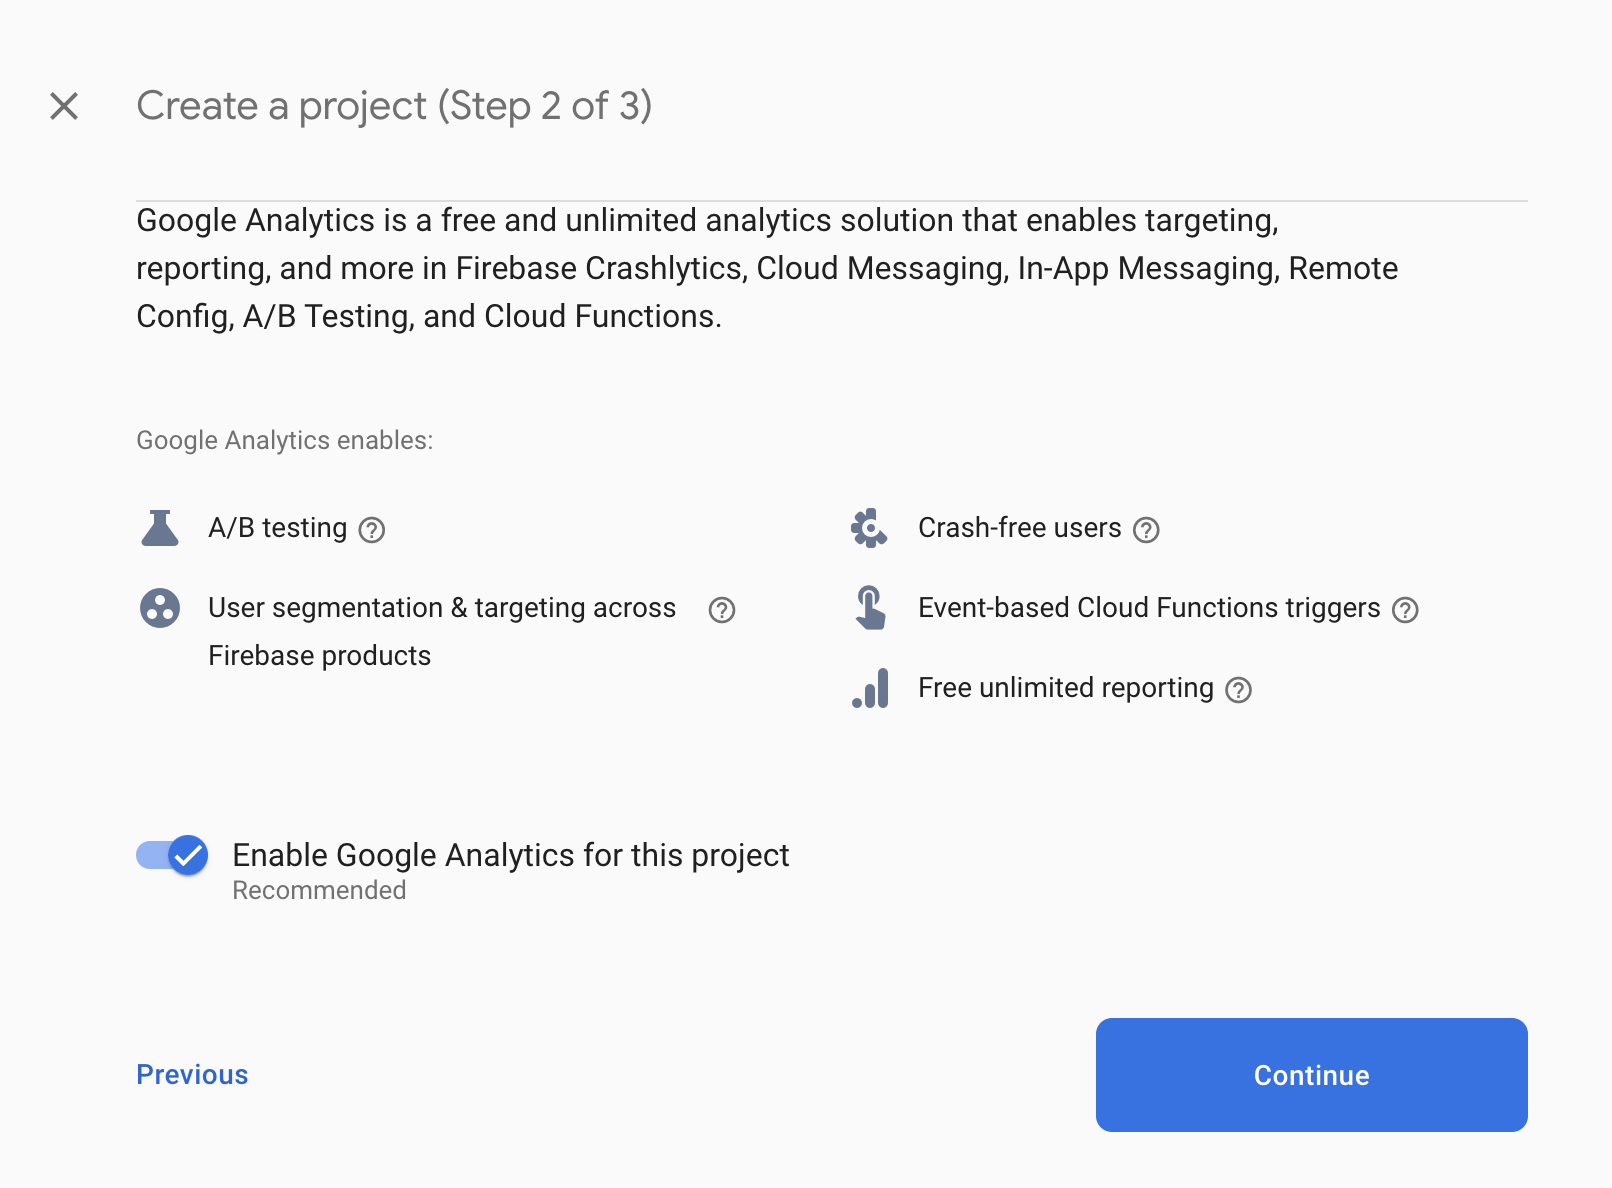 Create a project (Step 2 of 3)
Google Analytics is a free and unlimited analytics solution that enables targeting,
reporting, and more in Firebase Crashlytics, Cloud Messaging, In-App Messaging, Remote
Config, A/B Testing, and Cloud Functions.
Google Analytics enables:
A/B testing
User segmentation & targeting across
Firebase products
Crash-free users
Event-based Cloud Functions triggers
Free unlimited reporting
Enable Google Analytics for this project
Recommended
Previous
Continue